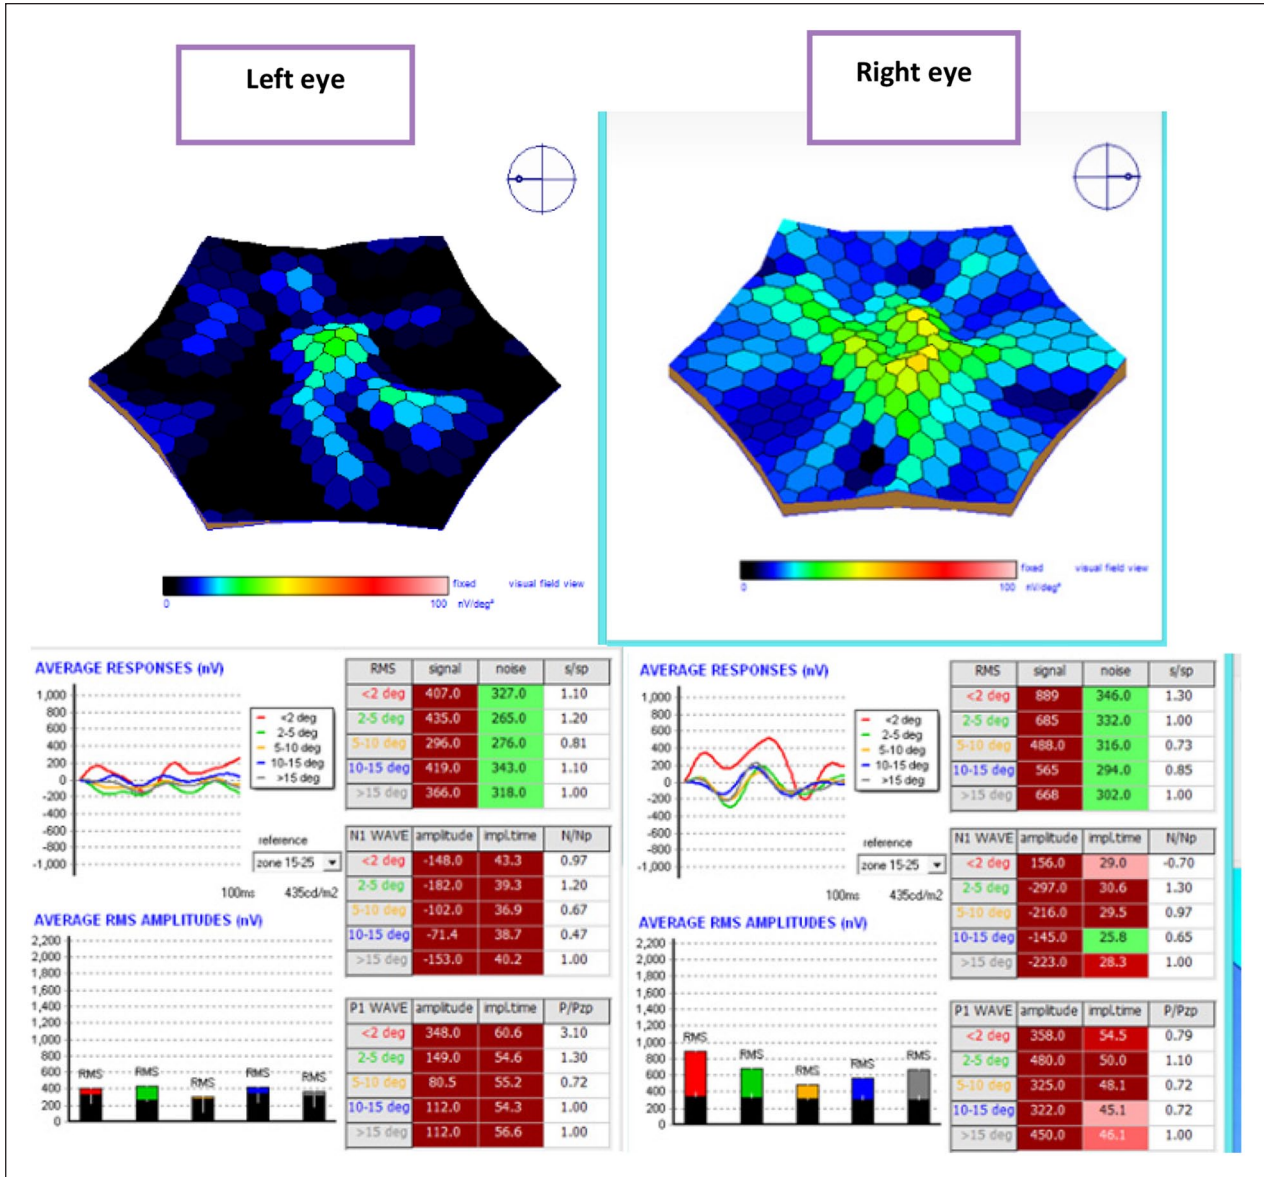 Left eye
Right eye
0 100 nV/deg² fixed visual field view
0 100 nV/deg² fixed visual field view
AVERAGE RESPONSES (nV)
1,000
800
600
400
200
0
-200
-400
-600
-800
-1,000
<2 deg
2-5 deg
5-10 deg
10-15 deg
>15 deg
reference
zone 15-25
100ms 435cd/m2
RMS signal noise s/sp
<2 deg 407.0 327.0 1.10
2-5 deg 435.0 265.0 1.20
5-10 deg 296.0 276.0 0.81
10-15 deg 419.0 343.0 1.10
>15 deg 366.0 318.0 1.00
N1 WAVE amplitude impl.time N/Np
<2 deg -148.0 43.3 0.97
2-5 deg -182.0 39.3 1.20
5-10 deg -102.0 36.9 0.67
10-15 deg -71.4 38.7 0.47
>15 deg -153.0 40.2 1.00
AVERAGE RMS AMPLITUDES (nV)
2,200
2,000
1,800
1,600
1,400
1,200
1,000
800
600
400
200
0
RMS RMS RMS RMS RMS
P1 WAVE amplitude impl.time P/Pzp
<2 deg 348.0 60.6 3.10
2-5 deg 149.0 54.6 1.30
5-10 deg 80.5 55.2 0.72
10-15 deg 112.0 54.3 1.00
>15 deg 112.0 56.6 1.00
AVERAGE RESPONSES (nV)
1,000
800
600
400
200
0
-200
-400
-600
-800
-1,000
<2 deg
2-5 deg
5-10 deg
10-15 deg
>15 deg
reference
zone 15-25
100ms 435cd/m2
RMS signal noise s/sp
<2 deg 889 346.0 1.30
2-5 deg 685 332.0 1.00
5-10 deg 488.0 316.0 0.73
10-15 deg 565 294.0 0.85
>15 deg 668 302.0 1.00
N1 WAVE amplitude impl.time N/Np
<2 deg 156.0 29.0 -0.70
2-5 deg -297.0 30.6 1.30
5-10 deg -216.0 29.5 0.97
10-15 deg -145.0 25.8 0.65
>15 deg -223.0 28.3 1.00
AVERAGE RMS AMPLITUDES (nV)
2,200
2,000
1,800
1,600
1,400
1,200
1,000
800
600
400
200
0
RMS RMS RMS RMS RMS
P1 WAVE amplitude impl.time P/Pzp
<2 deg 358.0 54.5 0.79
2-5 deg 480.0 50.0 1.10
5-10 deg 325.0 48.1 0.72
10-15 deg 322.0 45.1 0.72
>15 deg 450.0 46.1 1.00